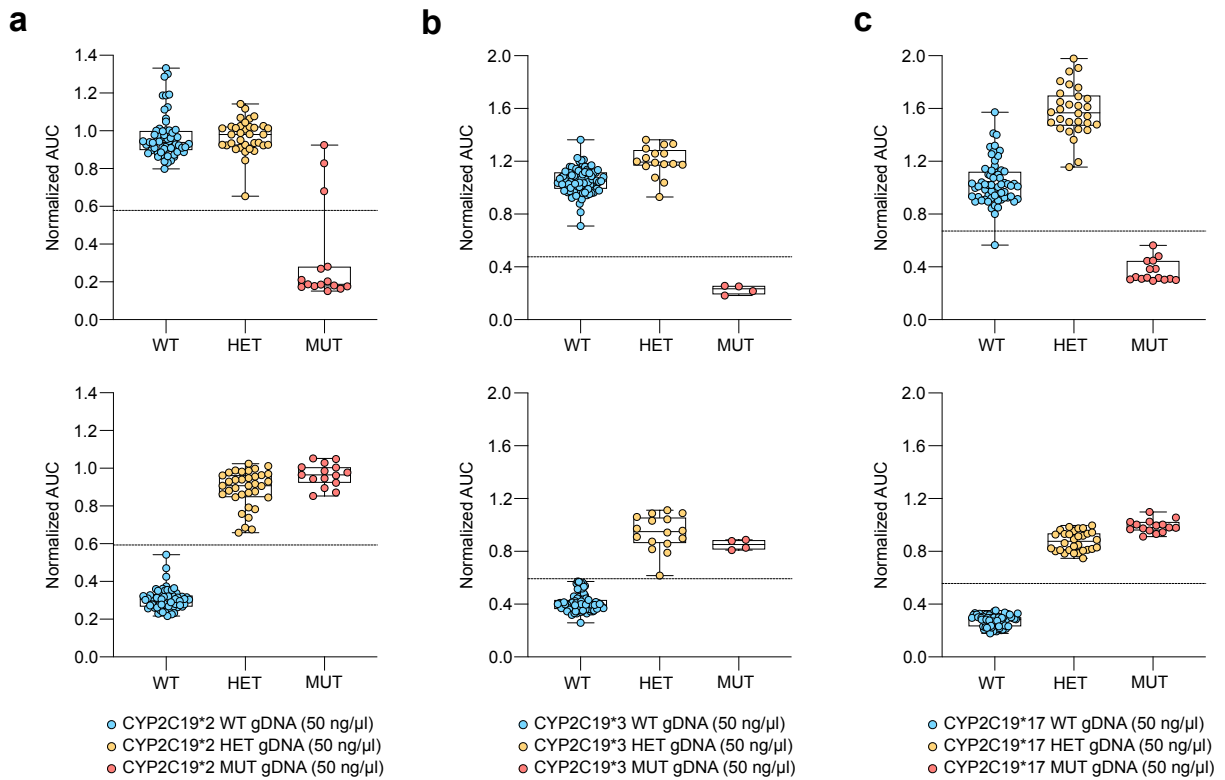 a
Normalized AUC
1.4
1.2
1.0
0.8
0.6
0.4
0.2
0.0
WT HET MUT
Normalized AUC
1.4
1.2
1.0
0.8
0.6
0.4
0.2
0.0
WT HET MUT
CYP2C19*2 WT gDNA (50 ng/µl)
CYP2C19*2 HET gDNA (50 ng/µl)
CYP2C19*2 MUT gDNA (50 ng/µl)
b
Normalized AUC
2.0
1.6
1.2
0.8
0.4
0.0
WT HET MUT
Normalized AUC
2.0
1.6
1.2
0.8
0.4
0.0
WT HET MUT
CYP2C19*3 WT gDNA (50 ng/µl)
CYP2C19*3 HET gDNA (50 ng/µl)
CYP2C19*3 MUT gDNA (50 ng/µl)
c
Normalized AUC
2.0
1.6
1.2
0.8
0.4
0.0
WT HET MUT
Normalized AUC
2.0
1.6
1.2
0.8
0.4
0.0
WT HET MUT
CYP2C19*17 WT gDNA (50 ng/µl)
CYP2C19*17 HET gDNA (50 ng/µl)
CYP2C19*17 MUT gDNA (50 ng/µl)